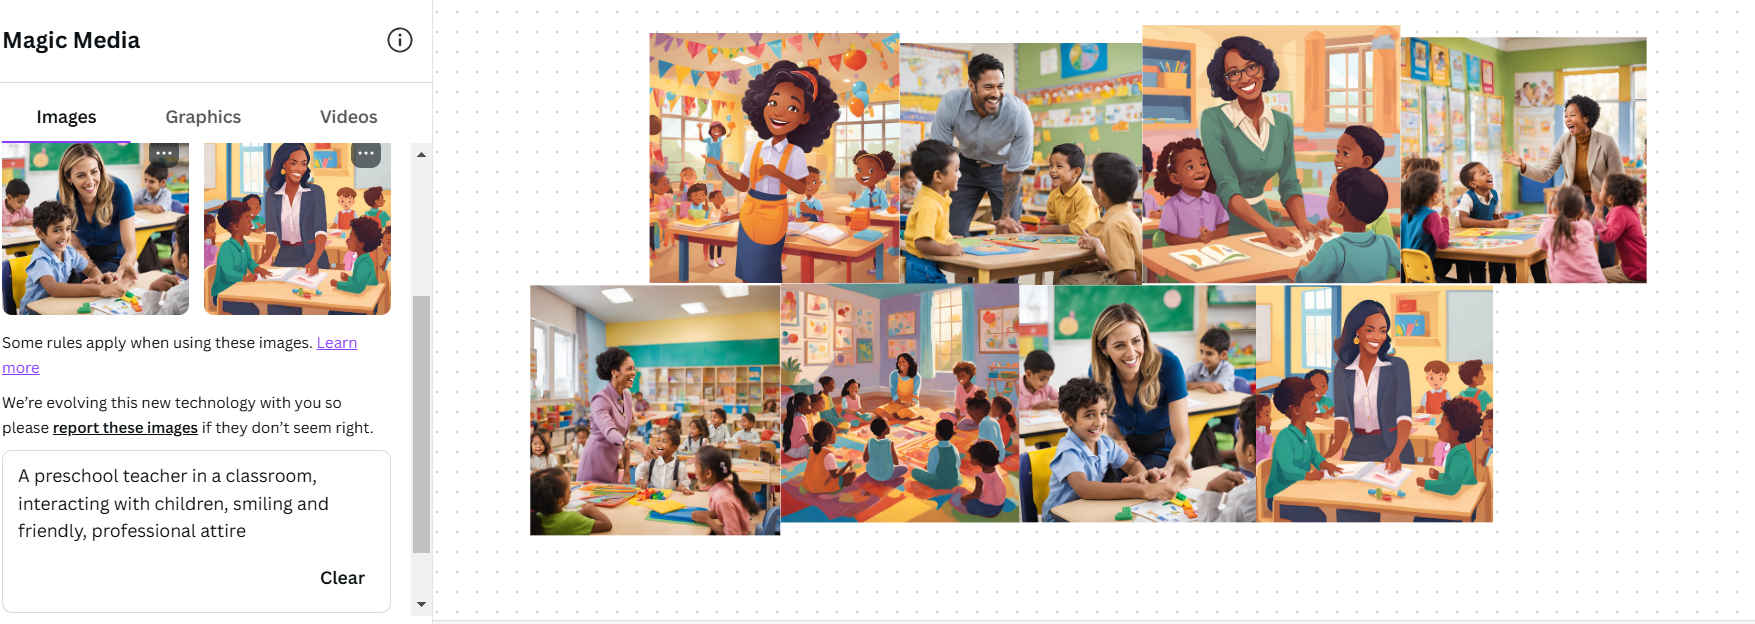 Magic Media
Images Graphics Videos
Some rules apply when using these images. Learn
more
We’re evolving this new technology with you so
please report these images if they don’t seem right.
A preschool teacher in a classroom,
interacting with children, smiling and
friendly, professional attire
Clear